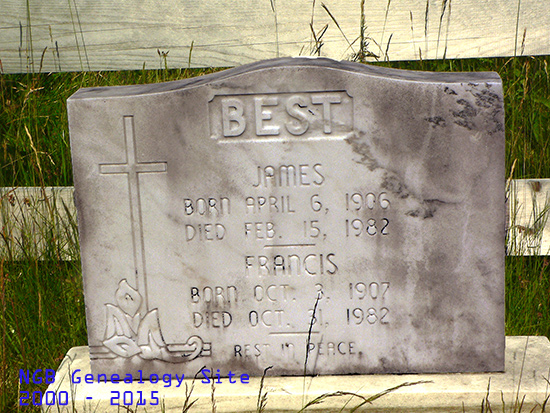 BEST
JAMES
BORN APRIL 6, 1906
DIED FEB. 15, 1982
FRANCIS
BORN OCT. 3, 1907
DIED OCT. 31, 1982
REST IN PEACE.
NGB Genealogy Site
2000 - 2015